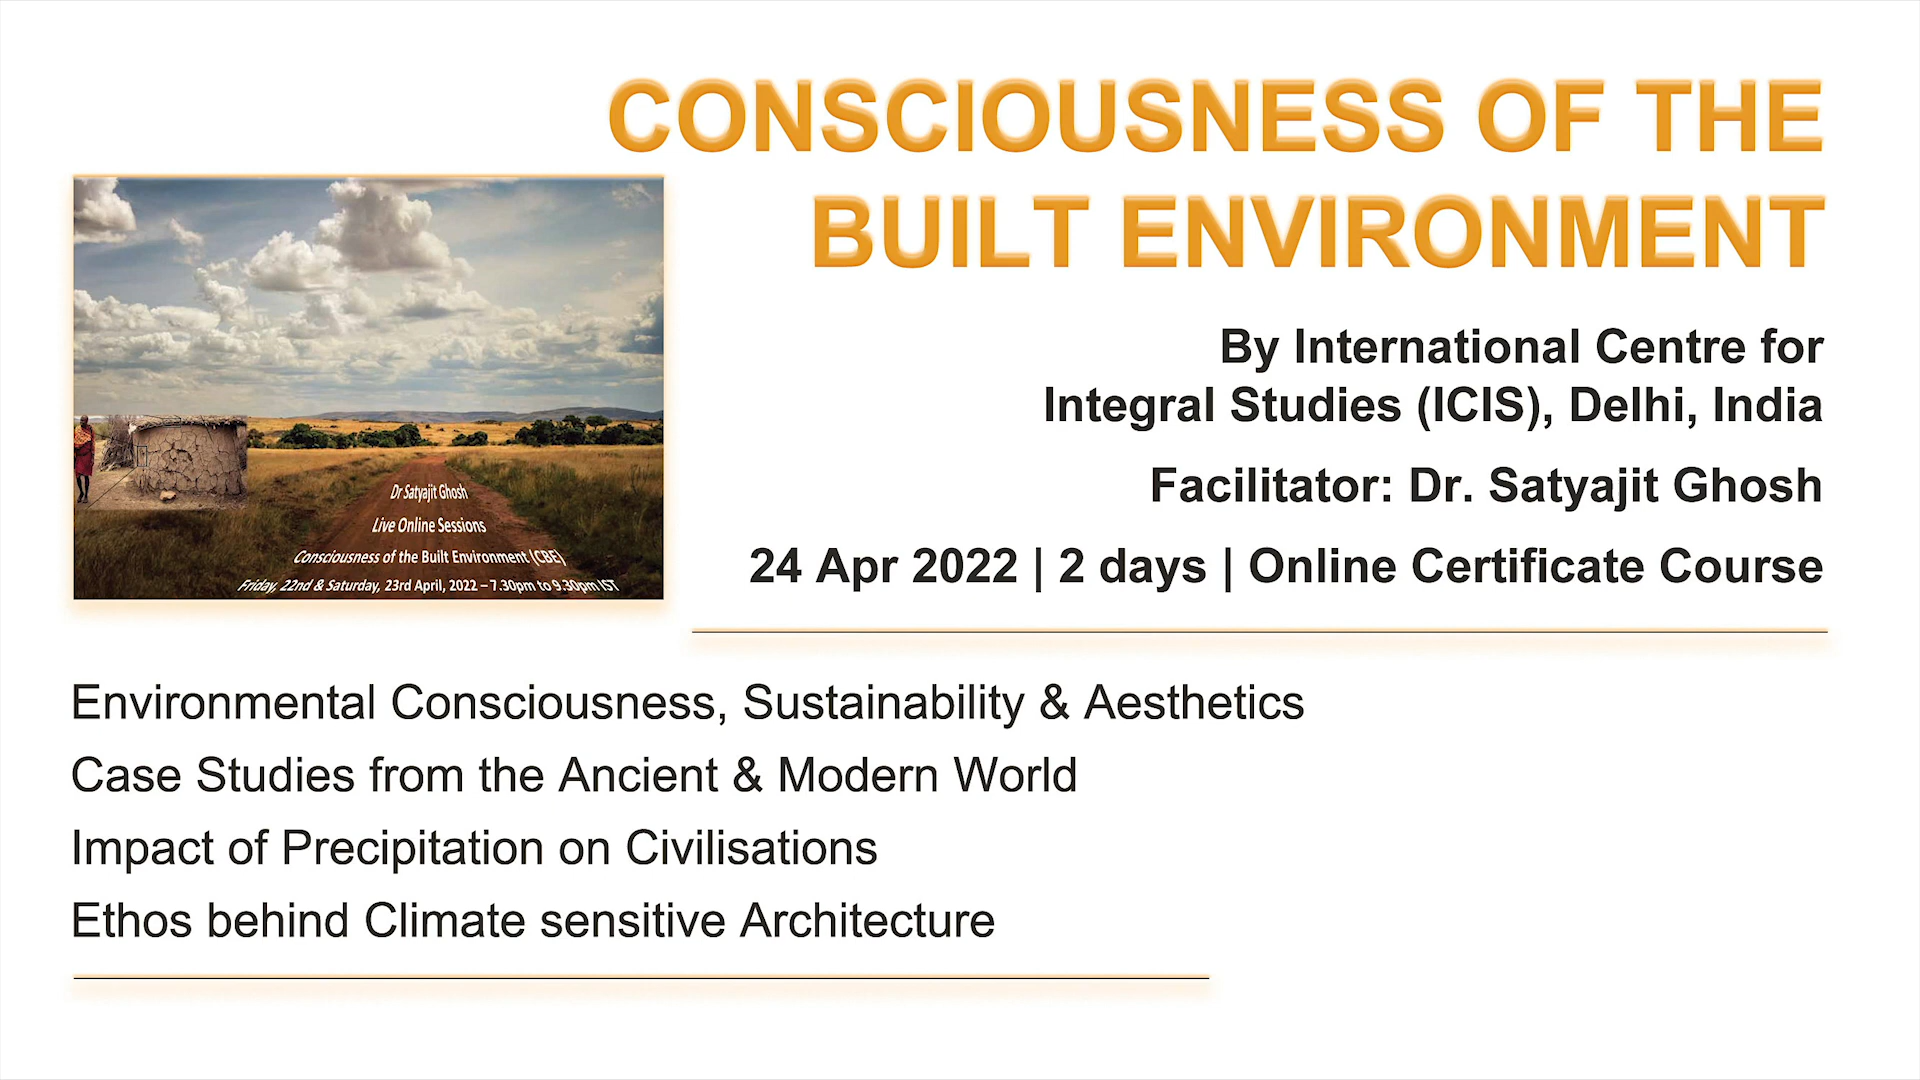 CONSCIOUSNESS OF THE
BUILT ENVIRONMENT
By International Centre for
Integral Studies (ICIS), Delhi, India
Facilitator: Dr. Satyajit Ghosh
24 Apr 2022 | 2 days | Online Certificate Course
Dr Satyajit Ghosh
Live Online Sessions
Consciousness of the Built Environment (CBE)
Friday, 22nd & Saturday, 23rd April, 2022 – 7.30pm to 9.30pm IST
Environmental Consciousness, Sustainability & Aesthetics
Case Studies from the Ancient & Modern World
Impact of Precipitation on Civilisations
Ethos behind Climate sensitive Architecture